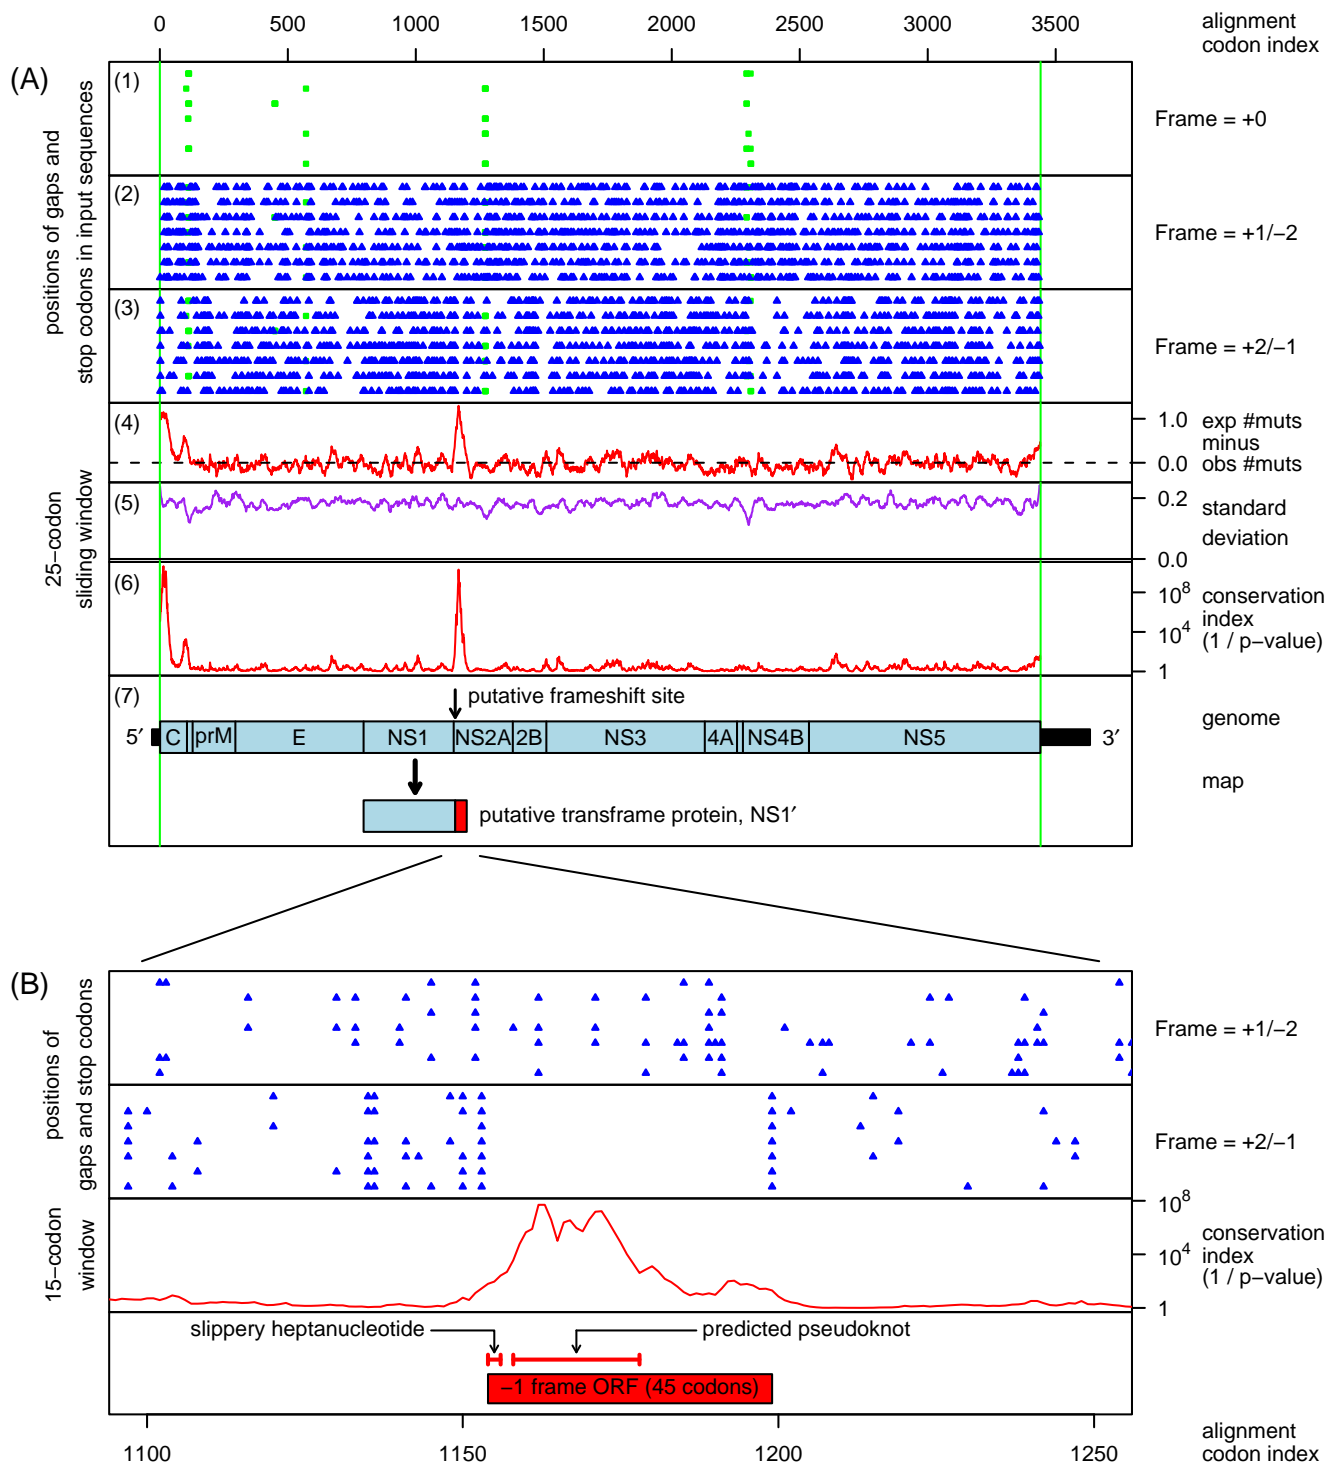 0 500 1000 1500 2000 2500 3000 3500
alignment
codon index
(A)
positions of gaps and
stop codons in input sequences
(1)
Frame = +0
(2)
Frame = +1/−2
(3)
Frame = +2/−1
25−codon
sliding window
(4)
1.0
0.0
exp #muts
minus
obs #muts
(5)
0.2
0.0
standard
deviation
(6)
10^8
10^4
1
conservation
index
(1 / p−value)
(7)
putative frameshift site
5′ C prM E NS1 NS2A 2B NS3 4A NS4B NS5 3′
genome
map
putative transframe protein, NS1′
(B)
positions of
gaps and stop codons
Frame = +1/−2
Frame = +2/−1
15−codon
window
10^8
10^4
1
conservation
index
(1 / p−value)
slippery heptanucleotide
predicted pseudoknot
−1 frame ORF (45 codons)
1100 1150 1200 1250
alignment
codon index